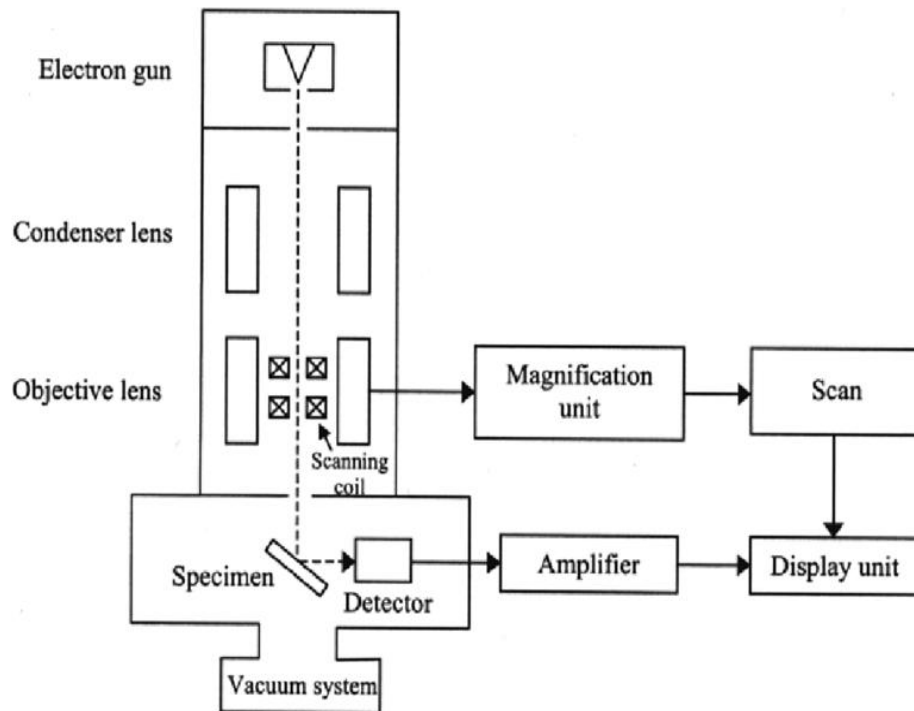 Electron gun
Condenser lens
Objective lens
Scanning
coil
Magnification
unit
Scan
Specimen
Detector
Amplifier
Display unit
Vacuum system